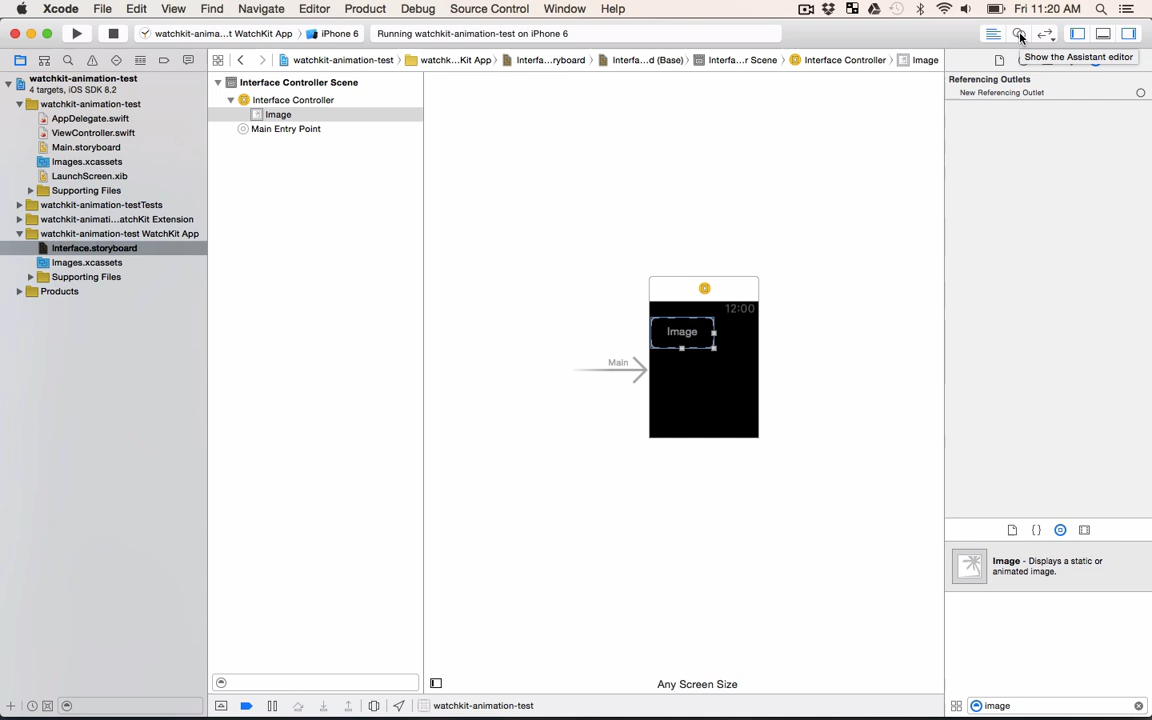 Xcode File Edit View Find Navigate Editor Product Debug Source Control Window Help Fri 11:20 AM
watchkit-anima...t WatchKit App iPhone 6 Running watchkit-animation-test on iPhone 6
Show the Assistant editor
watchkit-animation-test watchk...Kit App Interfa...ryboard Interfa...d (Base) Interfa...r Scene Interface Controller Image
watchkit-animation-test
4 targets, iOS SDK 8.2
watchkit-animation-test
AppDelegate.swift
ViewController.swift
Main.storyboard
Images.xcassets
LaunchScreen.xib
Supporting Files
watchkit-animation-testTests
watchkit-animati...atchKit Extension
watchkit-animation-test WatchKit App
Interface.storyboard
Images.xcassets
Supporting Files
Products
Interface Controller Scene
Interface Controller
Image
Main Entry Point
12:00
Image
Main
Any Screen Size
watchkit-animation-test
Referencing Outlets
New Referencing Outlet
{ }
Image - Displays a static or
animated image.
image